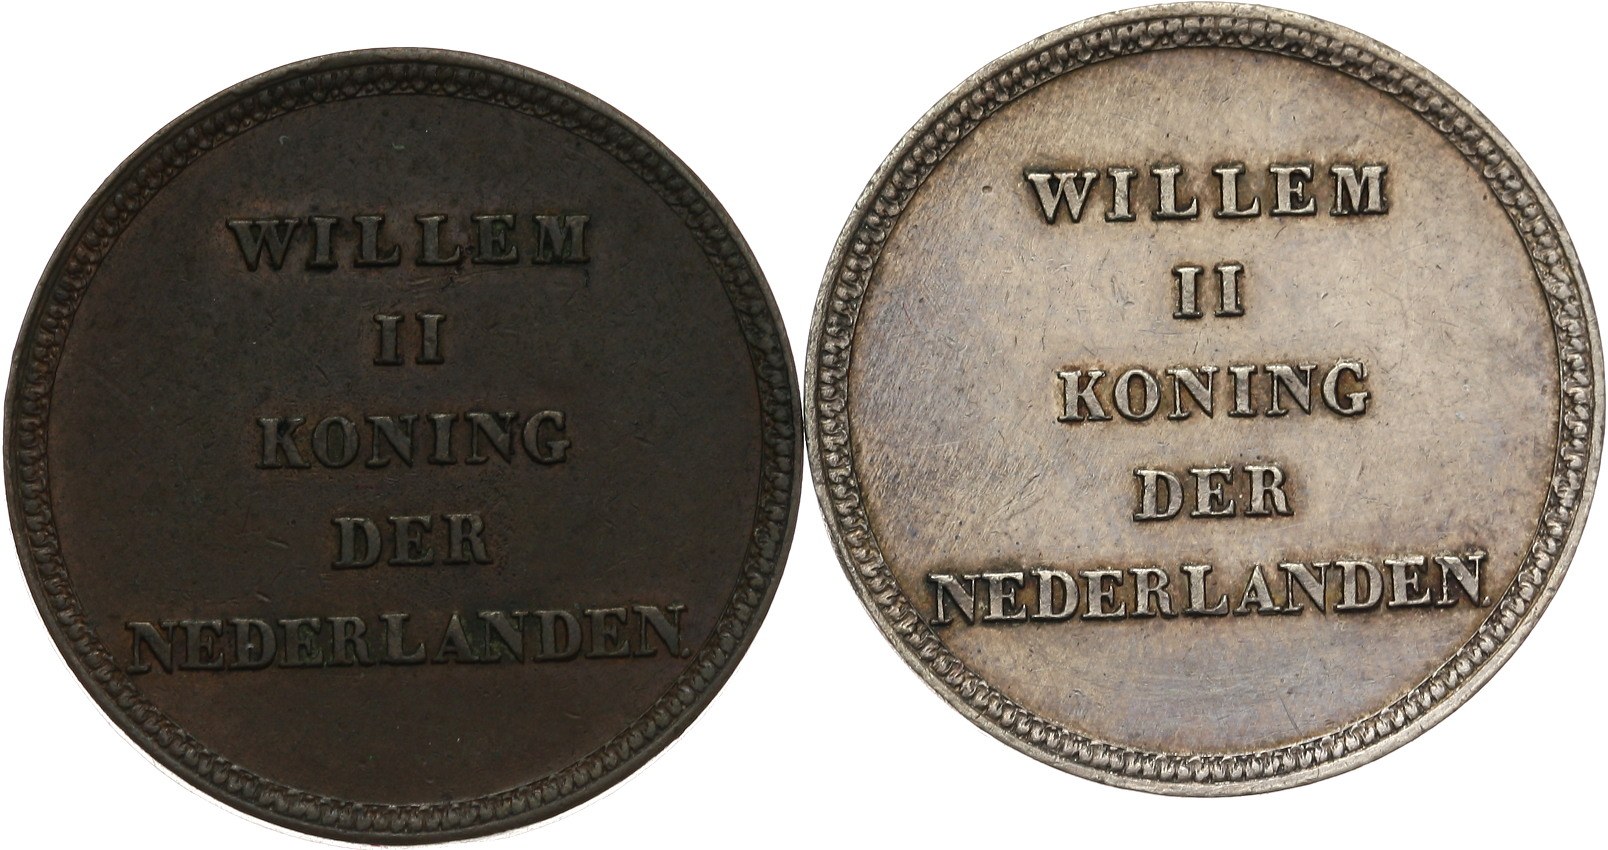 WILLEM
II
KONING
DER
NEDERLANDEN.
WILLEM
II
KONING
DER
NEDERLANDEN.